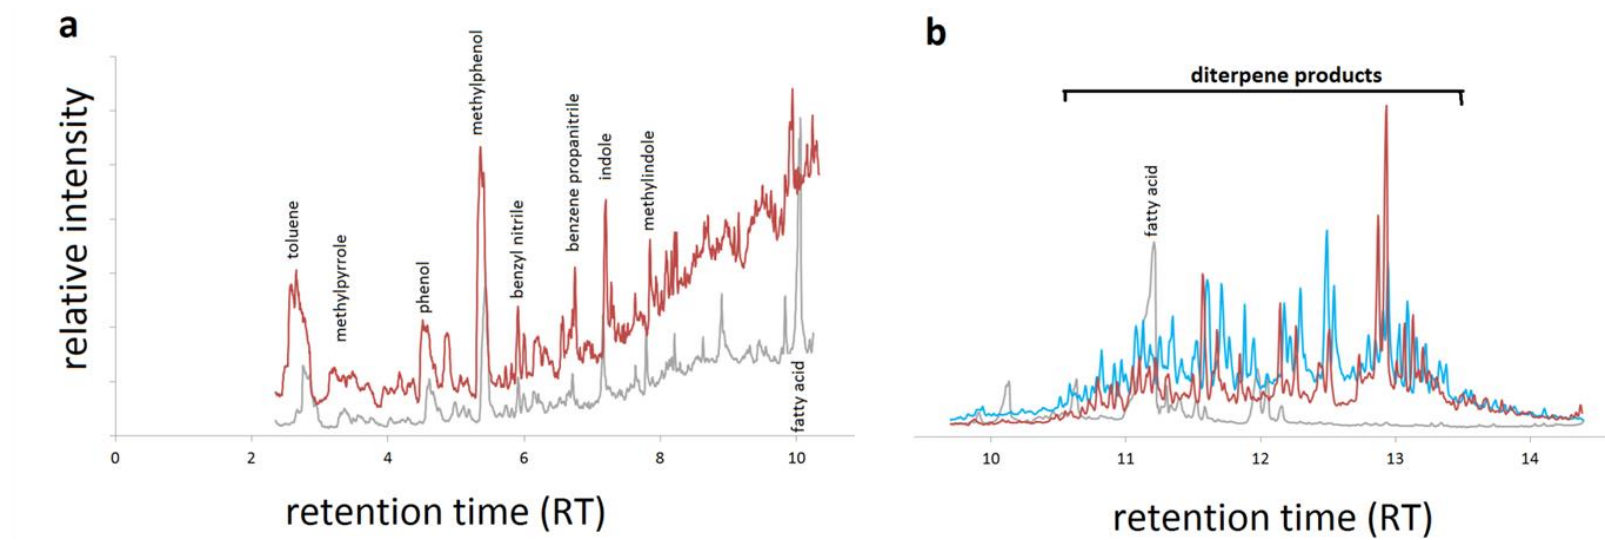 a
relative intensity
toluene
methylpyrrole
phenol
methylphenol
benzyl nitrile
benzene propanitrile
indole
methylindole
fatty acid
0 2 4 6 8 10
retention time (RT)
b
diterpene products
fatty acid
10 11 12 13 14
retention time (RT)